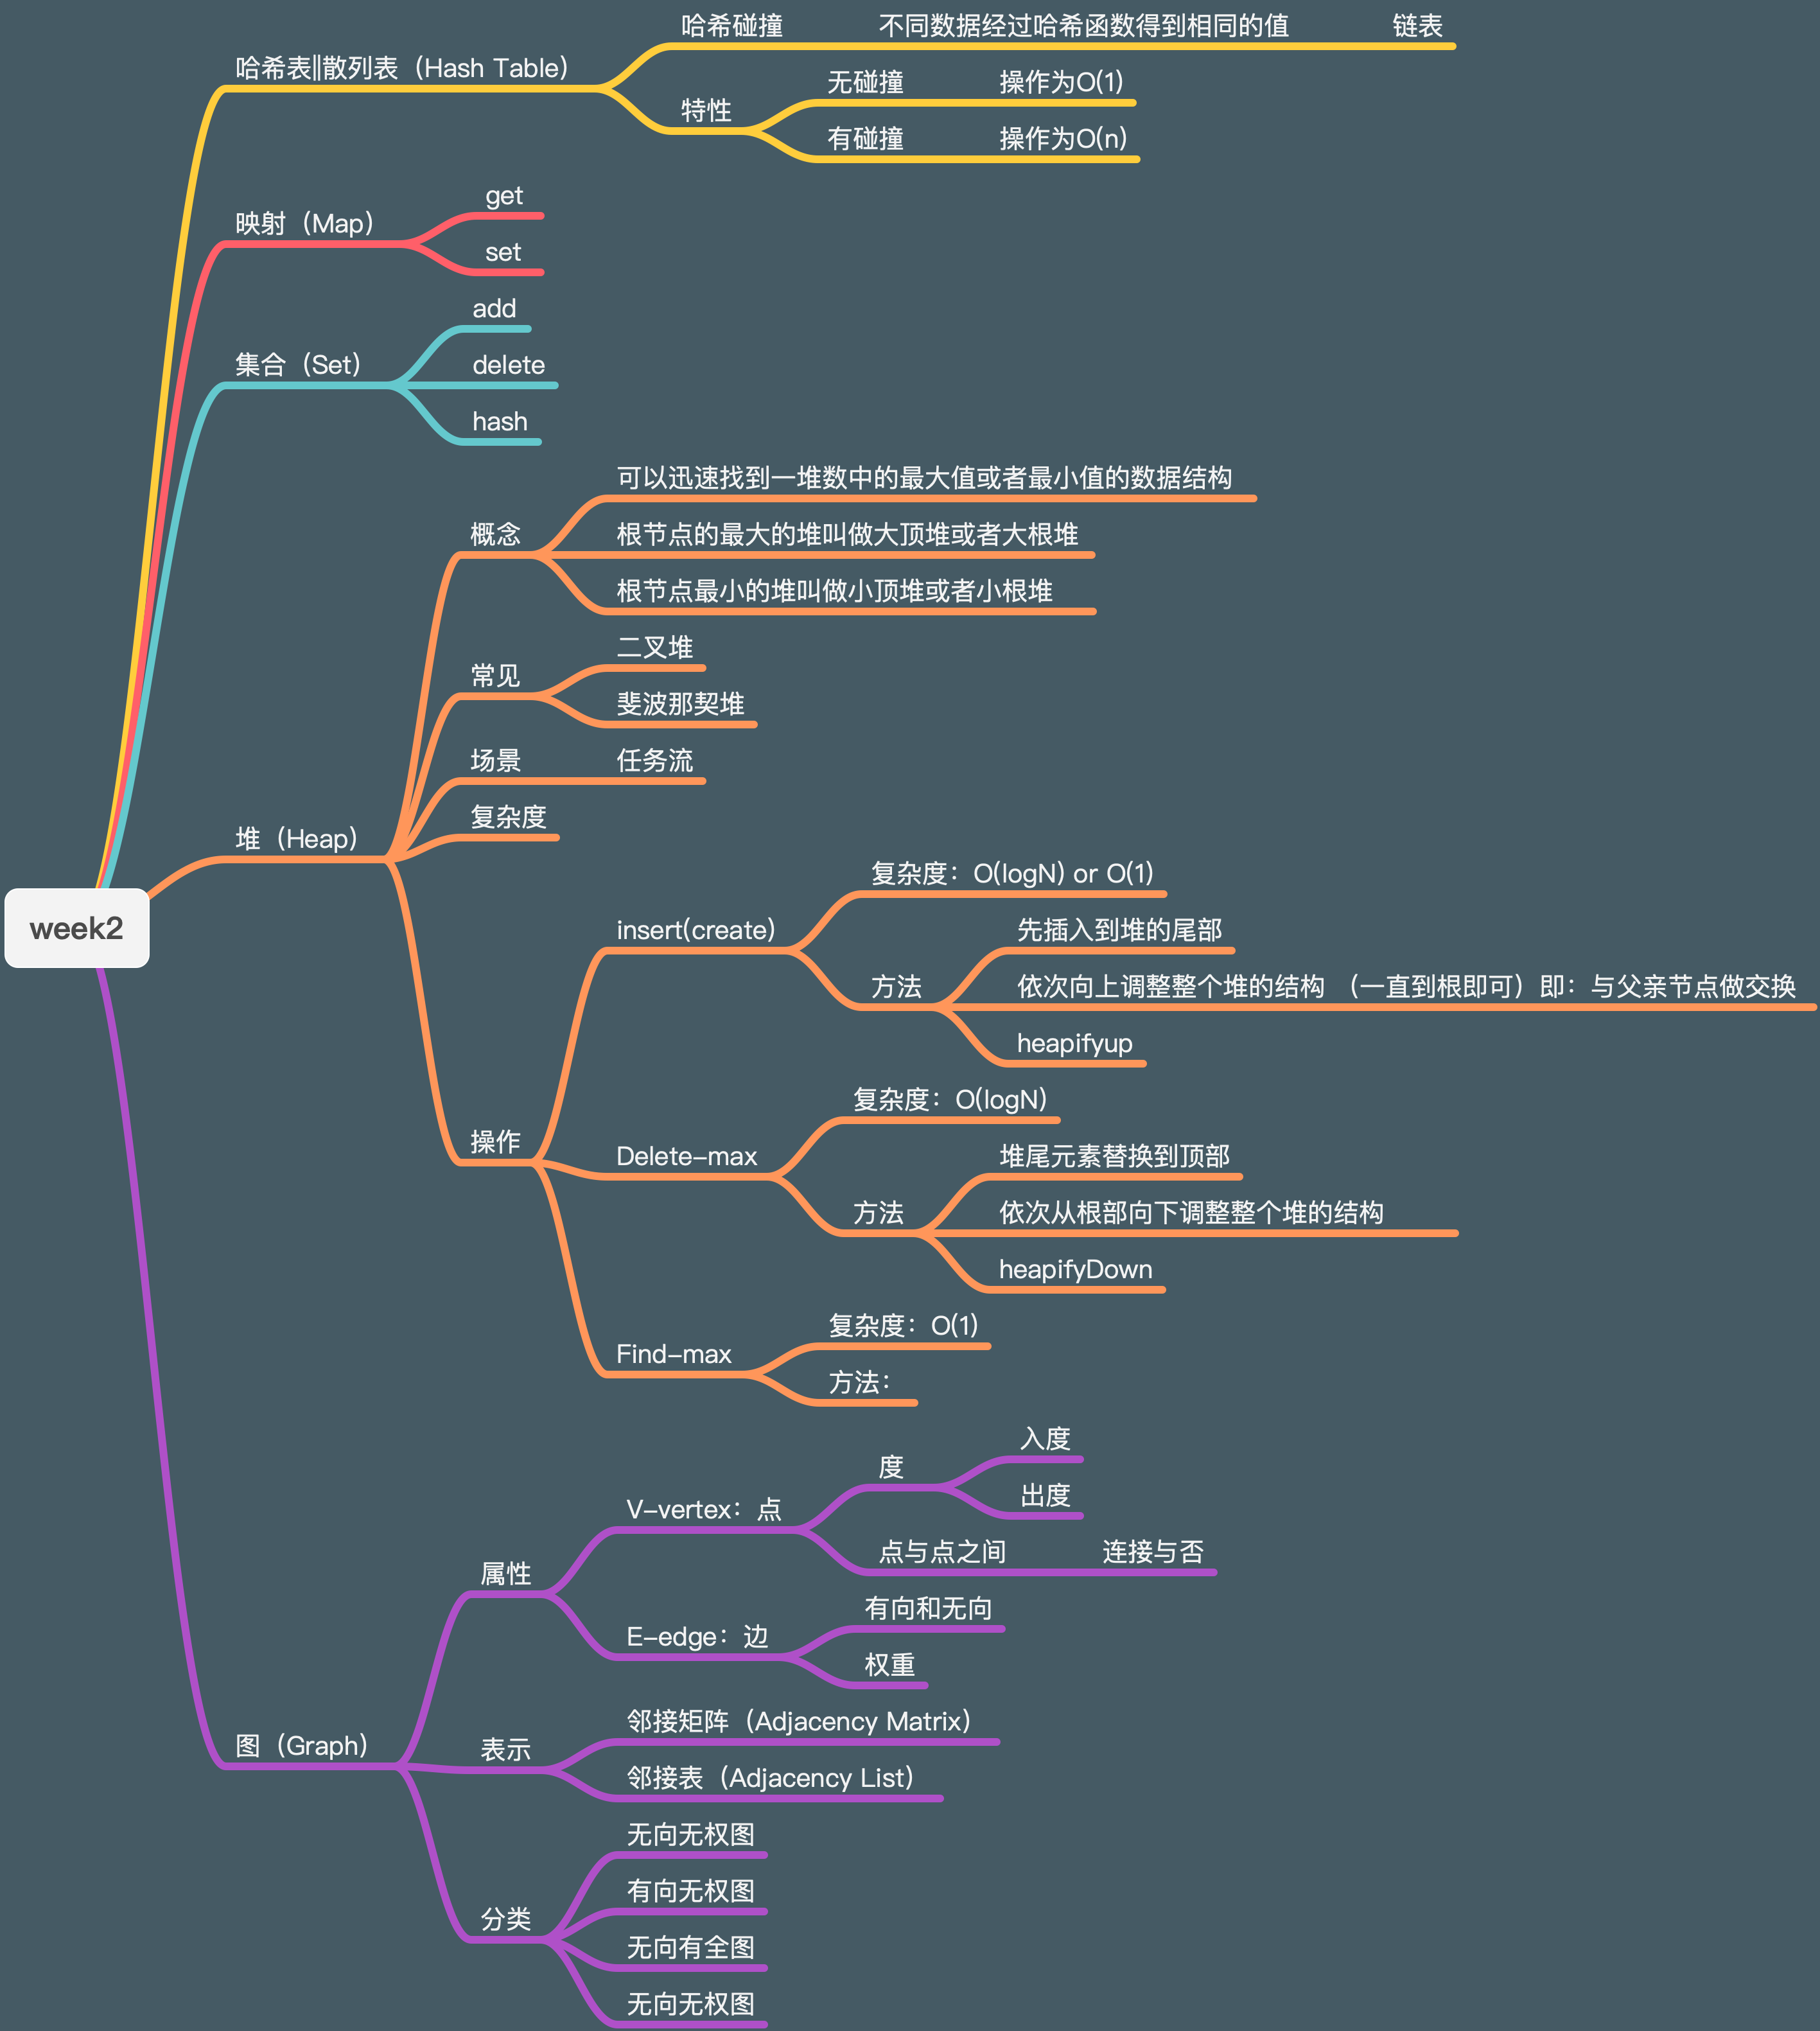 哈希碰撞 不同数据经过哈希函数得到相同的值 链表
哈希表||散列表（Hash Table）
无碰撞 操作为O(1)
特性
有碰撞 操作为O(n)
get
映射（Map）
set
add
集合（Set） delete
hash
可以迅速找到一堆数中的最大值或者最小值的数据结构
概念 根节点的最大的堆叫做大顶堆或者大根堆
根节点最小的堆叫做小顶堆或者小根堆
二叉堆
常见
斐波那契堆
场景 任务流
复杂度
堆（Heap）
复杂度：O(logN) or O(1)
week2
insert(create) 先插入到堆的尾部
方法 依次向上调整整个堆的结构 （一直到根即可）即：与父亲节点做交换
heapifyup
复杂度：O(logN)
操作
Delete-max 堆尾元素替换到顶部
方法 依次从根部向下调整整个堆的结构
heapifyDown
复杂度：O(1)
Find-max
方法：
入度
度
出度
V-vertex：点
点与点之间 连接与否
属性
有向和无向
E-edge：边
权重
邻接矩阵（Adjacency Matrix）
图（Graph） 表示
邻接表（Adjacency List）
无向无权图
有向无权图
分类
无向有全图
无向无权图